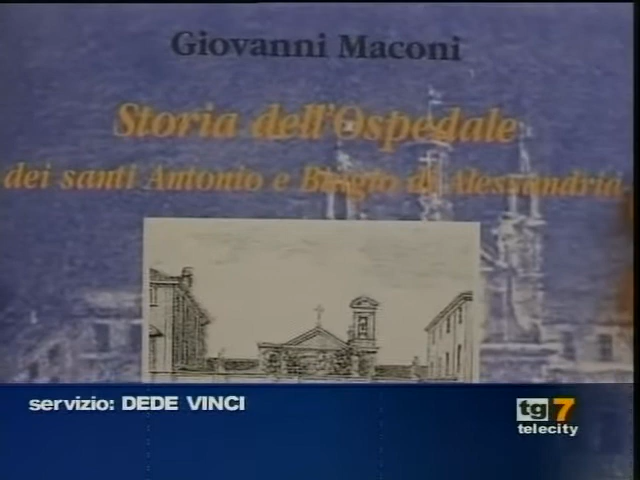 Giovanni Maconi
Storia dell'Ospedale
dei santi Antonio e Biagio di Alessandria
servizio: DEDE VINCI
tg7
telecity